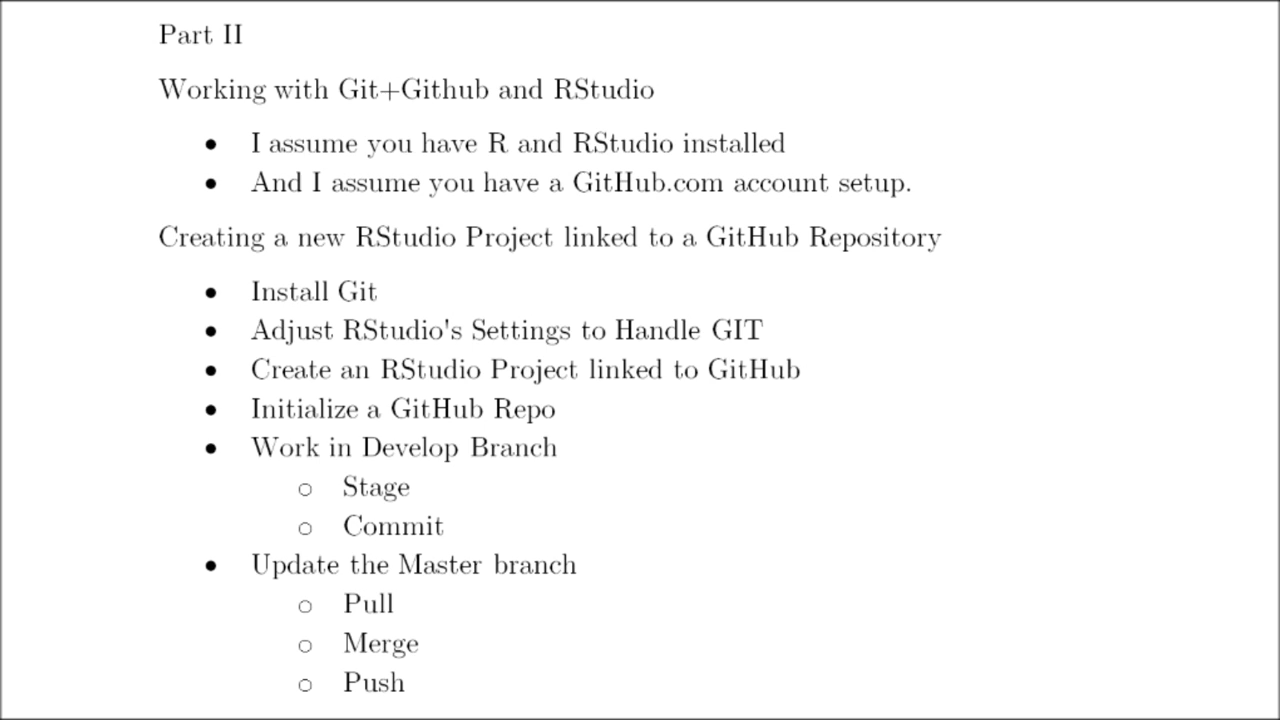 Part II
Working with Git+Github and RStudio
• I assume you have R and RStudio installed
• And I assume you have a GitHub.com account setup.
Creating a new RStudio Project linked to a GitHub Repository
• Install Git
• Adjust RStudio's Settings to Handle GIT
• Create an RStudio Project linked to GitHub
• Initialize a GitHub Repo
• Work in Develop Branch
○ Stage
○ Commit
• Update the Master branch
○ Pull
○ Merge
○ Push